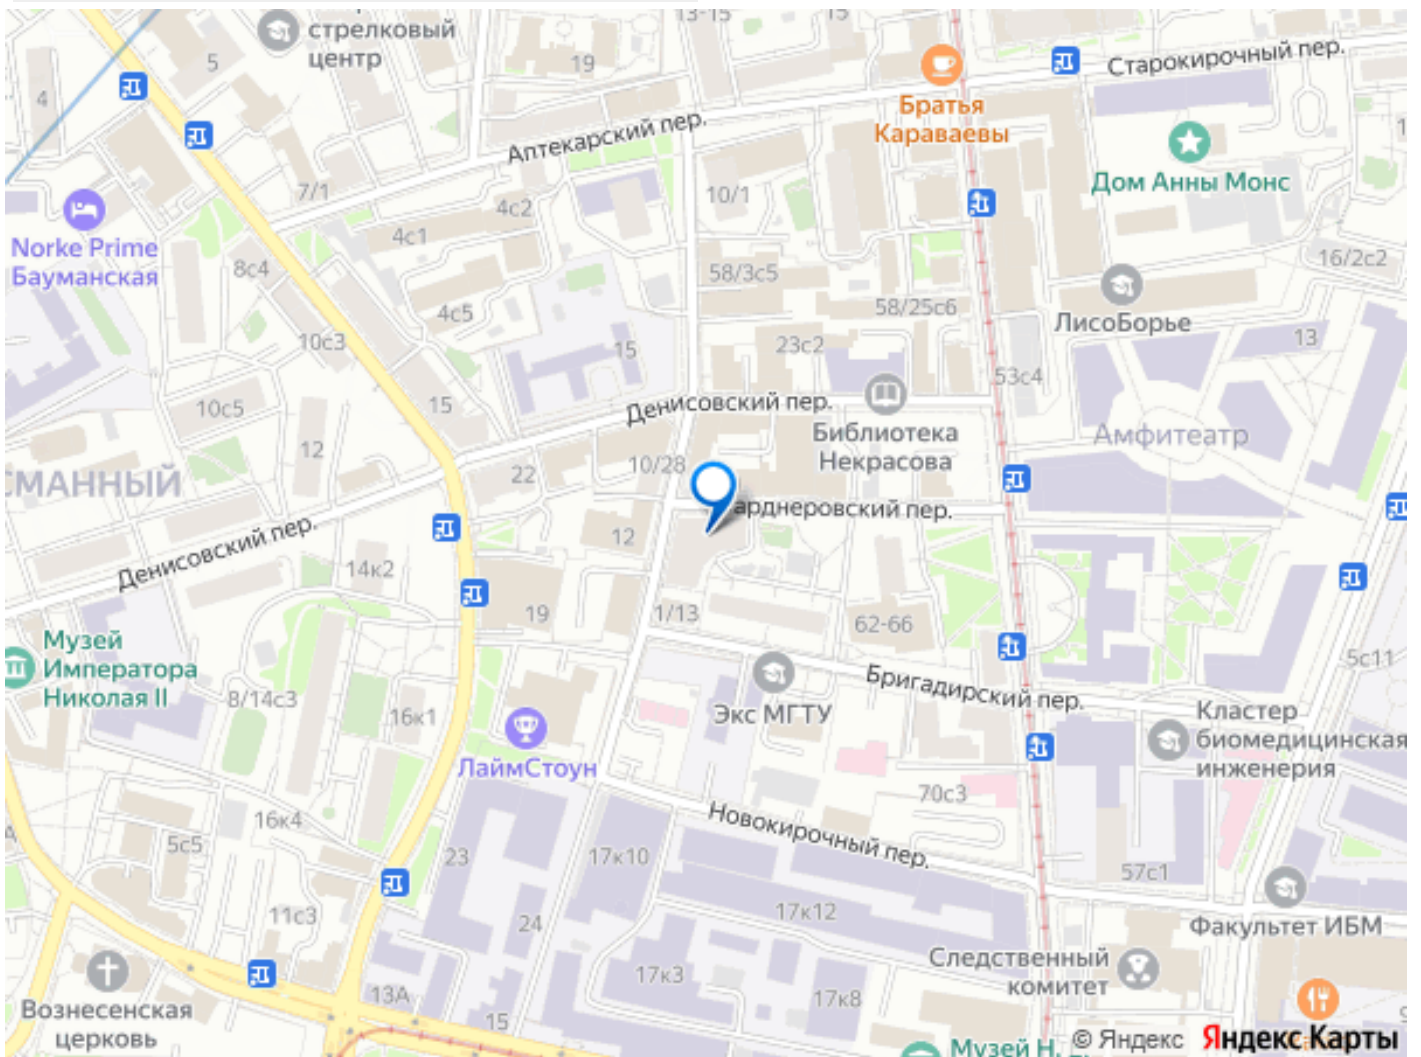 13-15
15
стрелковый
центр
5
19
Старокирочный пер.
4
Братья
Караваевы
Аптекарский пер.
Дом Анны Монс
7/1
10/1
4с2
4с1
Norke Prime
Бауманская
8с4
58/3с5
16/2с2
4с5
58/25с6
ЛисоБорье
10с3
15
23с2
13
53с4
10с5
15
Денисовский пер.
Библиотека
Некрасова
Амфитеатр
12
10/28
22
СМАННЫЙ
арднеровский пер.
12
Денисовский пер.
14к2
19
1/13
62-66
Музей
Императора
Николая II
5с11
8/14с3
16к1
Бригадирский пер.
Экс МГТУ
Кластер
биомедицинская
инженерия
ЛаймСтоун
70с3
16к4
Новокирочный пер.
5с5
23
17к10
57с1
11с3
24
17к12
Факультет ИБМ
Следственный
комитет
17к3
13А
17к8
Вознесенская
церковь
15
Музей Н.
© Яндекс
Яндекс Карты